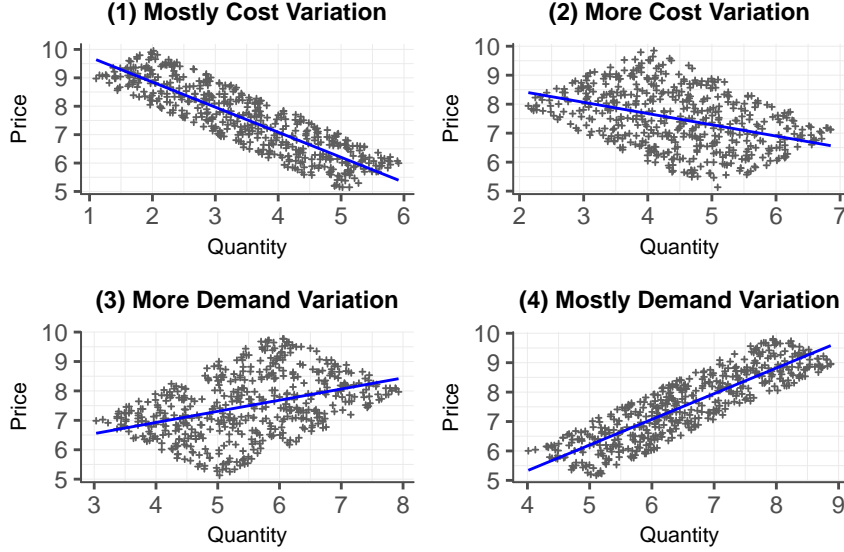 (1) Mostly Cost Variation
(2) More Cost Variation
Price
10
9
8
7
6
5
1 2 3 4 5 6
Quantity
Price
10
9
8
7
6
5
2 3 4 5 6 7
Quantity
(3) More Demand Variation
(4) Mostly Demand Variation
Price
10
9
8
7
6
5
3 4 5 6 7 8
Quantity
Price
10
9
8
7
6
5
4 5 6 7 8 9
Quantity